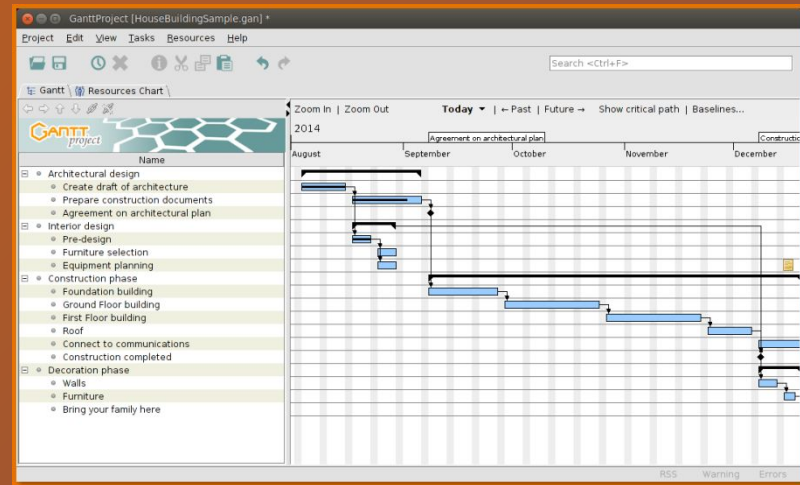 GanttProject [HouseBuildingSample.gan] *
Project Edit View Tasks Resources Help
Search <Ctrl+F>
Gantt Resources Chart
Zoom In | Zoom Out Today | ← Past | Future → Show critical path | Baselines...
GANTT project
2014
Agreement on architectural plan Constructio
Name
August September October November December
Architectural design
Create draft of architecture
Prepare construction documents
Agreement on architectural plan
Interior design
Pre-design
Furniture selection
Equipment planning
Construction phase
Foundation building
Ground Floor building
First Floor building
Roof
Connect to communications
Construction completed
Decoration phase
Walls
Furniture
Bring your family here
RSS Warning Errors